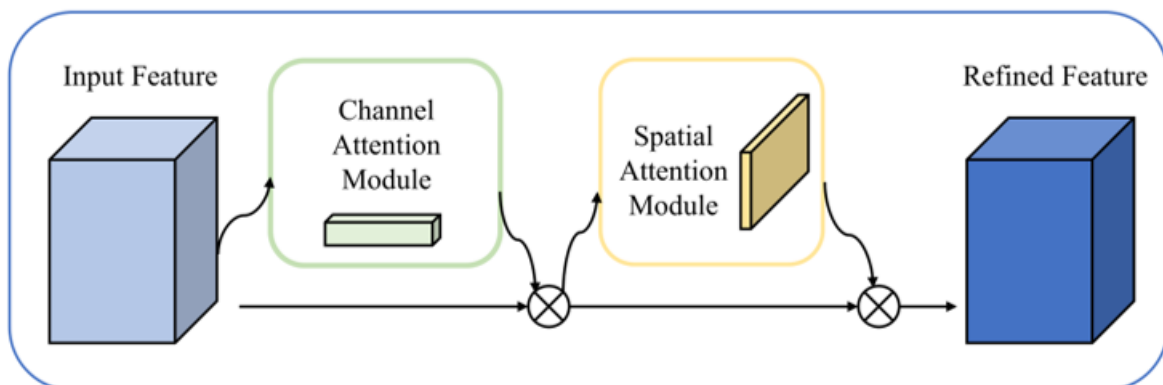 Input Feature
Channel
Attention
Module
Spatial
Attention
Module
Refined Feature